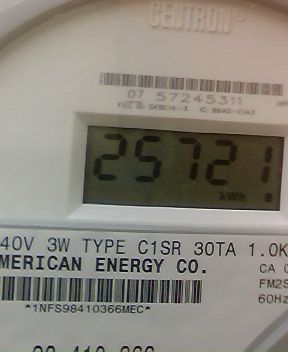 CENTRON®
07 57245311
25721
kWh
40V 3W TYPE C1SR 30TA 1.0K
MERICAN ENERGY CO.
CA 0
FM2S
60Hz
*1NFS98410366MEC*